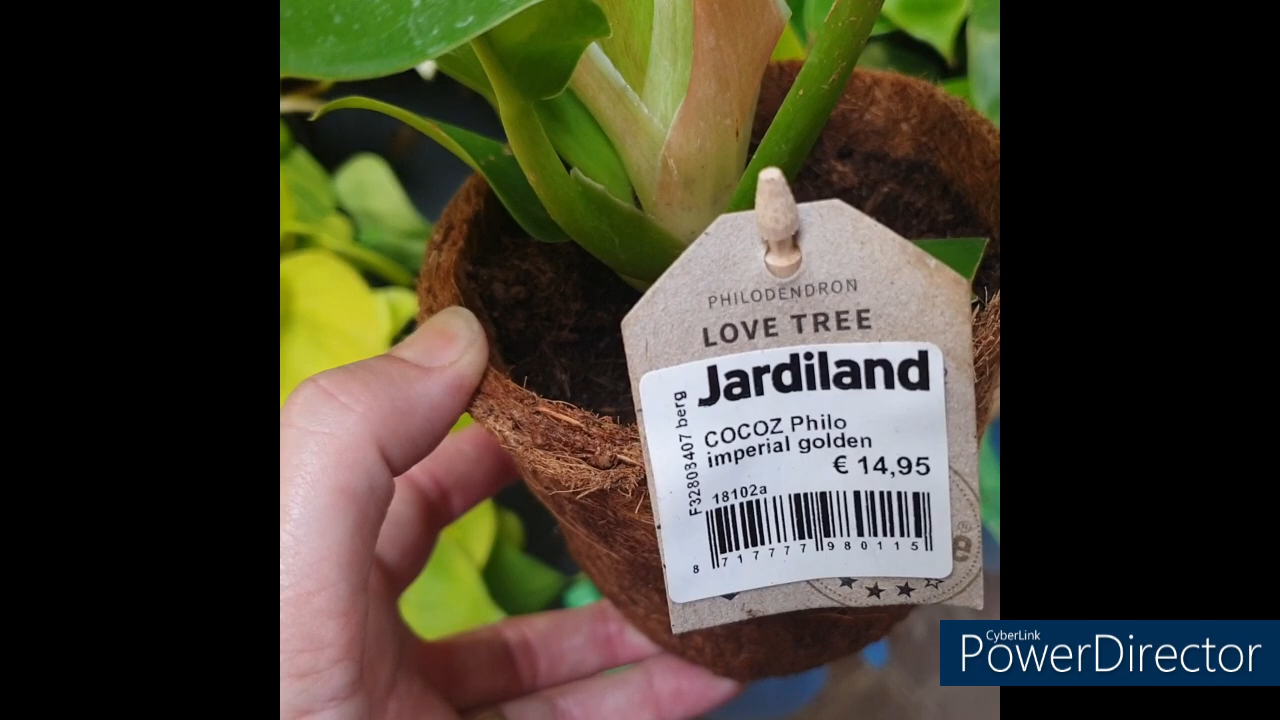 PHILODENDRON
LOVE TREE
Jardiland
F32803407 berg
COCOZ Philo
imperial golden
€ 14,95
18102a
8 717777 980115
CyberLink
PowerDirector